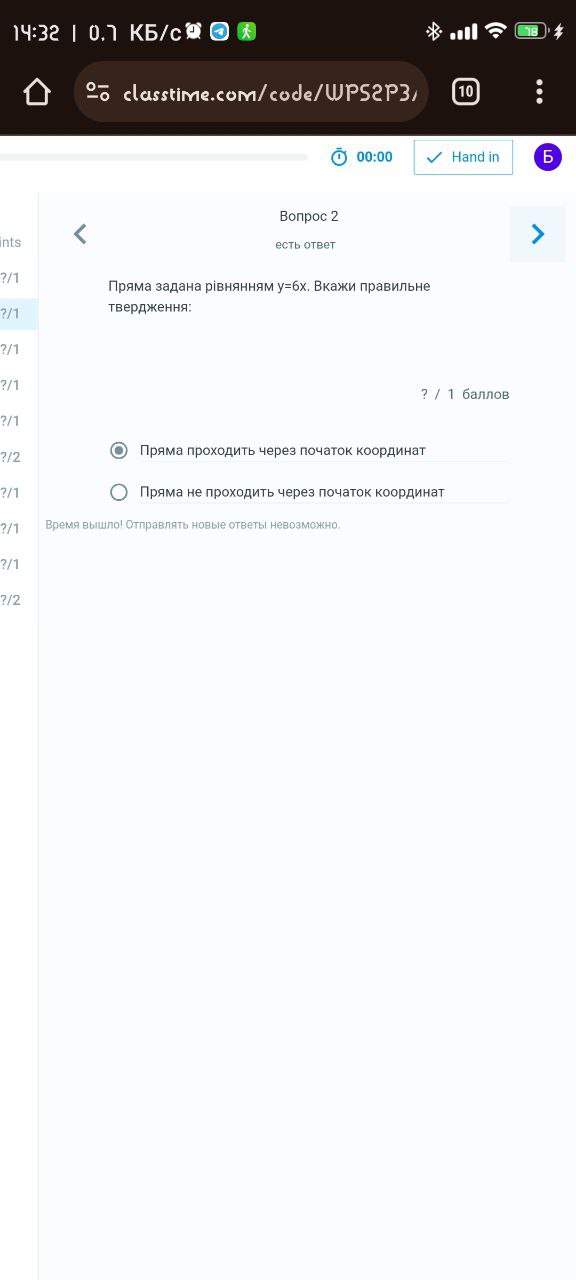 14:32 | 0.7 КБ/с 78
classtime.com/code/WPS2P3/ 10
00:00 Hand in Б
Вопрос 2
ints
есть ответ
?/1
Пряма задана рівнянням y=6x. Вкажи правильне
твердження:
?/1
?/1
?/1
? / 1 баллов
?/1
Пряма проходить через початок координат
?/2
?/1
Пряма не проходить через початок координат
Время вышло! Отправлять новые ответы невозможно.
?/1
?/1
?/2